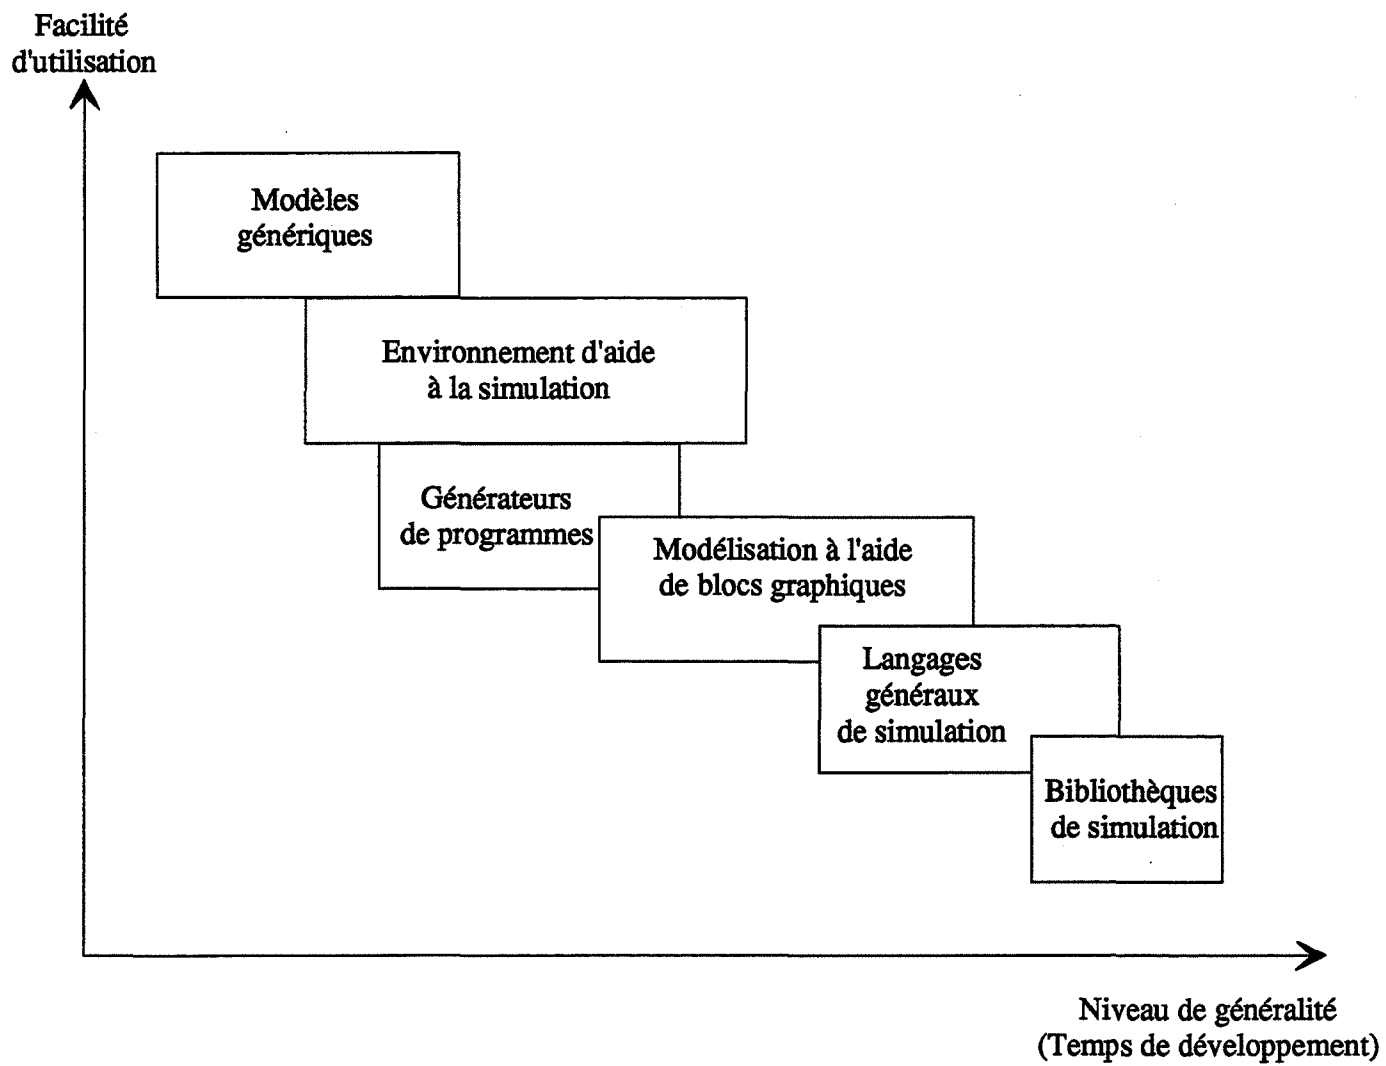 Facilité
d'utilisation
Modèles
génériques
Environnement d'aide
à la simulation
Générateurs
de programmes
Modélisation à l'aide
de blocs graphiques
Langages
généraux
de simulation
Bibliothèques
de simulation
Niveau de généralité
(Temps de développement)